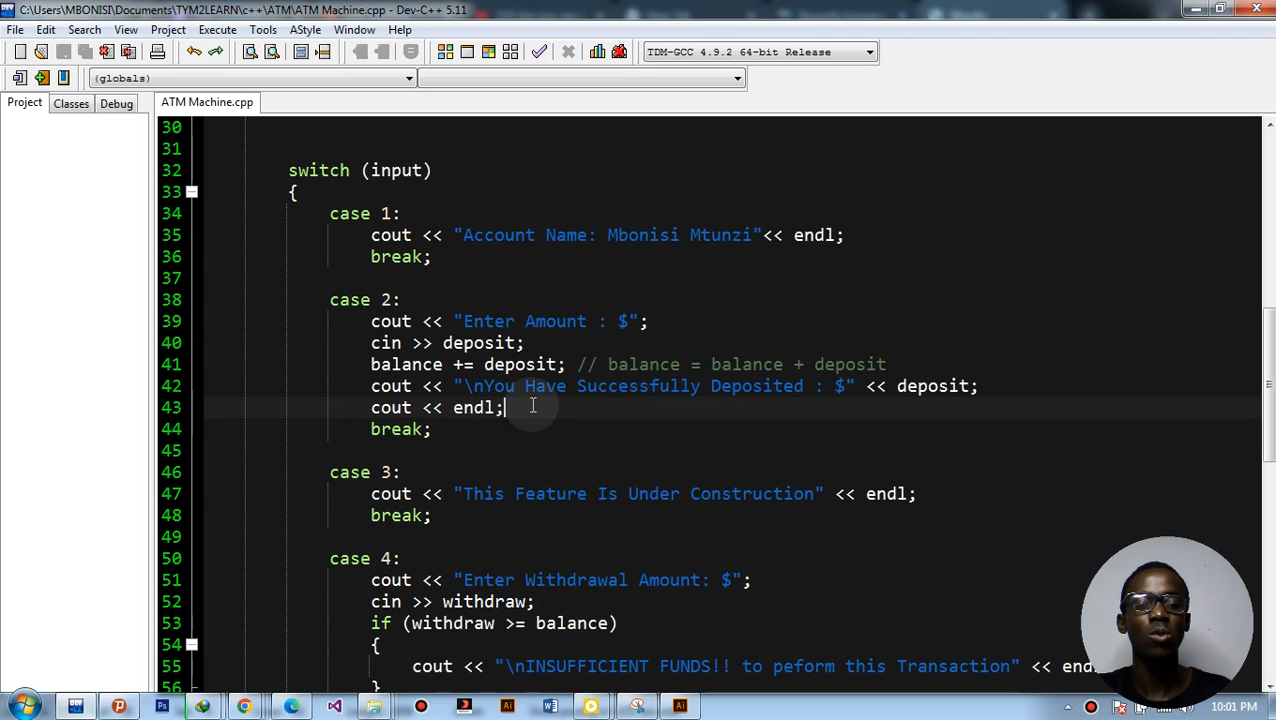 C:\Users\MBONISI\Documents\TYM2LEARN\c++\ATM\ATM Machine.cpp - Dev-C++ 5.11
File Edit Search View Project Execute Tools AStyle Window Help
TDM-GCC 4.9.2 64-bit Release
(globals)
Project Classes Debug ATM Machine.cpp
30
31
32 switch (input)
33 {
34 case 1:
35 cout << "Account Name: Mbonisi Mtunzi"<< endl;
36 break;
37
38 case 2:
39 cout << "Enter Amount : $";
40 cin >> deposit;
41 balance += deposit; // balance = balance + deposit
42 cout << "\nYou Have Successfully Deposited : $" << deposit;
43 cout << endl;
44 break;
45
46 case 3:
47 cout << "This Feature Is Under Construction" << endl;
48 break;
49
50 case 4:
51 cout << "Enter Withdrawal Amount: $";
52 cin >> withdraw;
53 if (withdraw >= balance)
54 {
55 cout << "\nINSUFFICIENT FUNDS!! to peform this Transaction" << en
56 }
DEV Ps Ai W Ai 10:01 PM